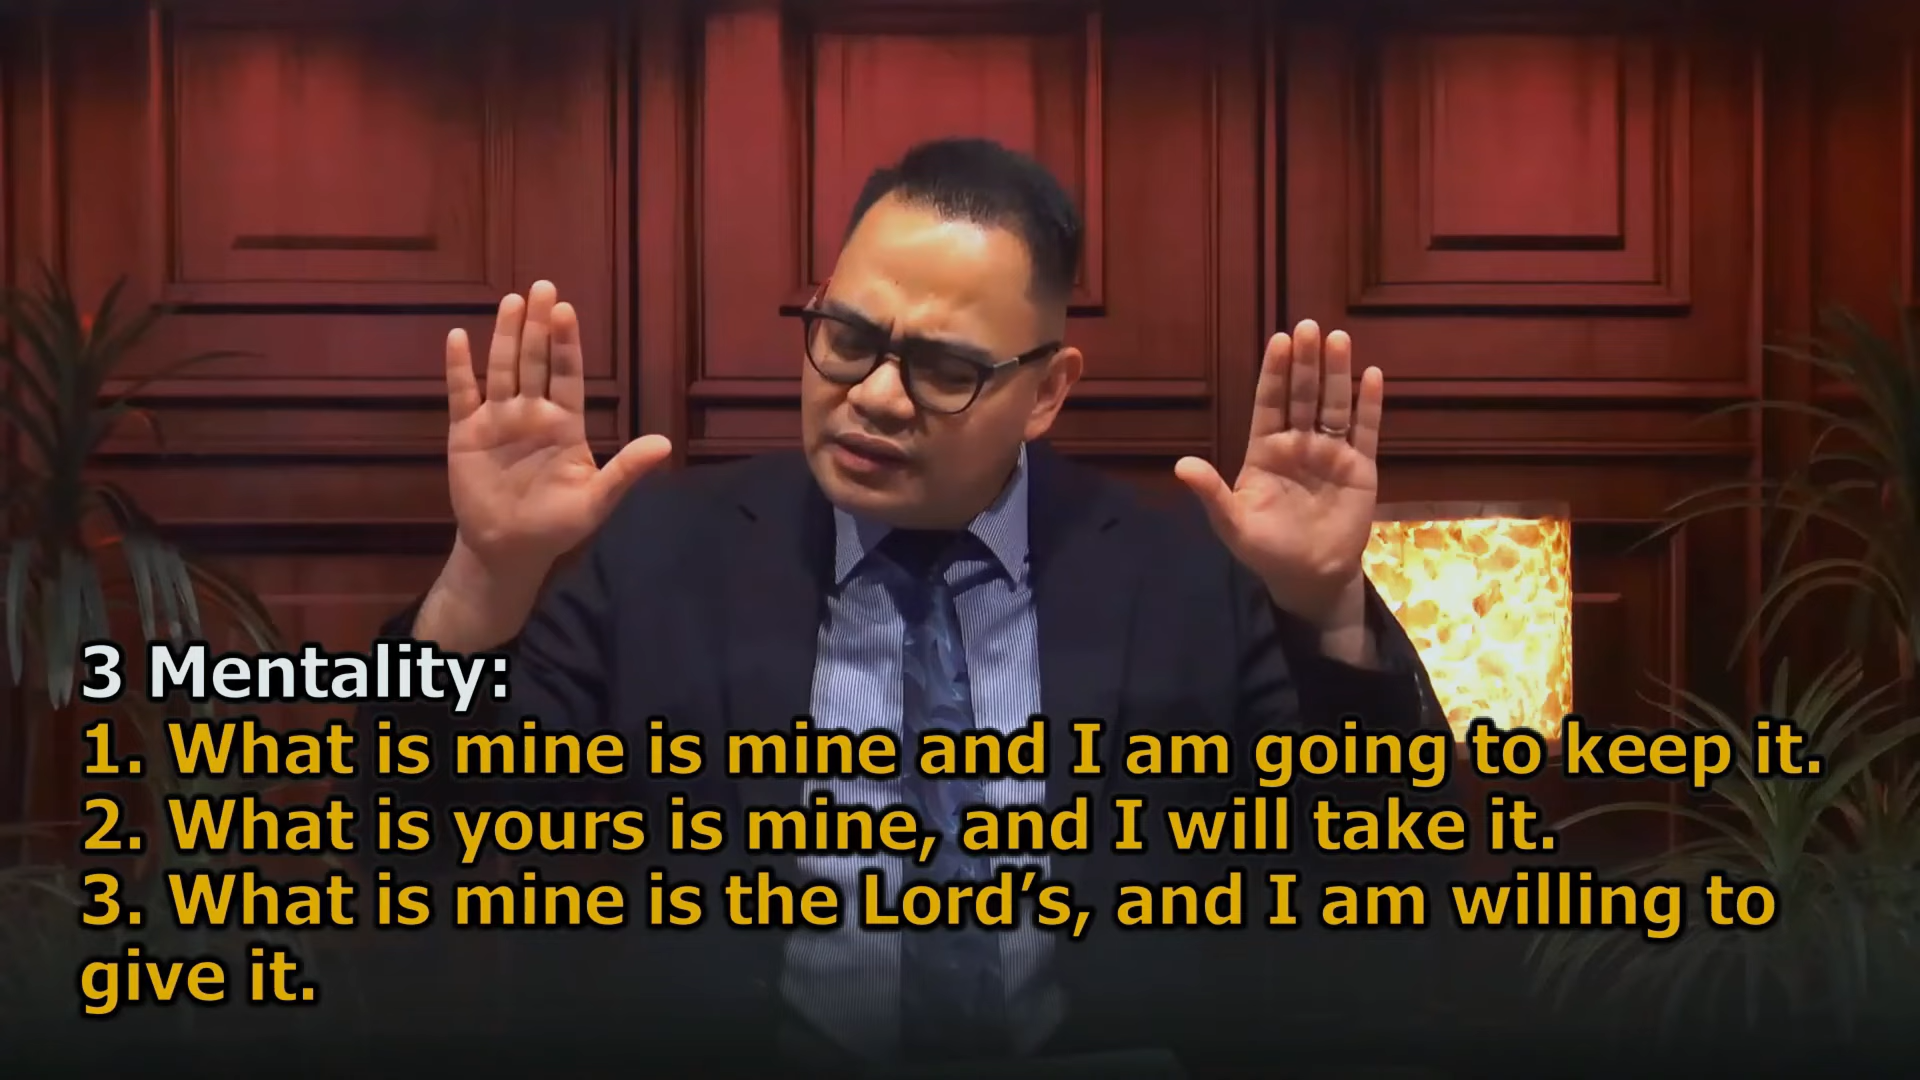 3 Mentality:
1. What is mine is mine and I am going to keep it.
2. What is yours is mine, and I will take it.
3. What is mine is the Lord’s, and I am willing to
give it.